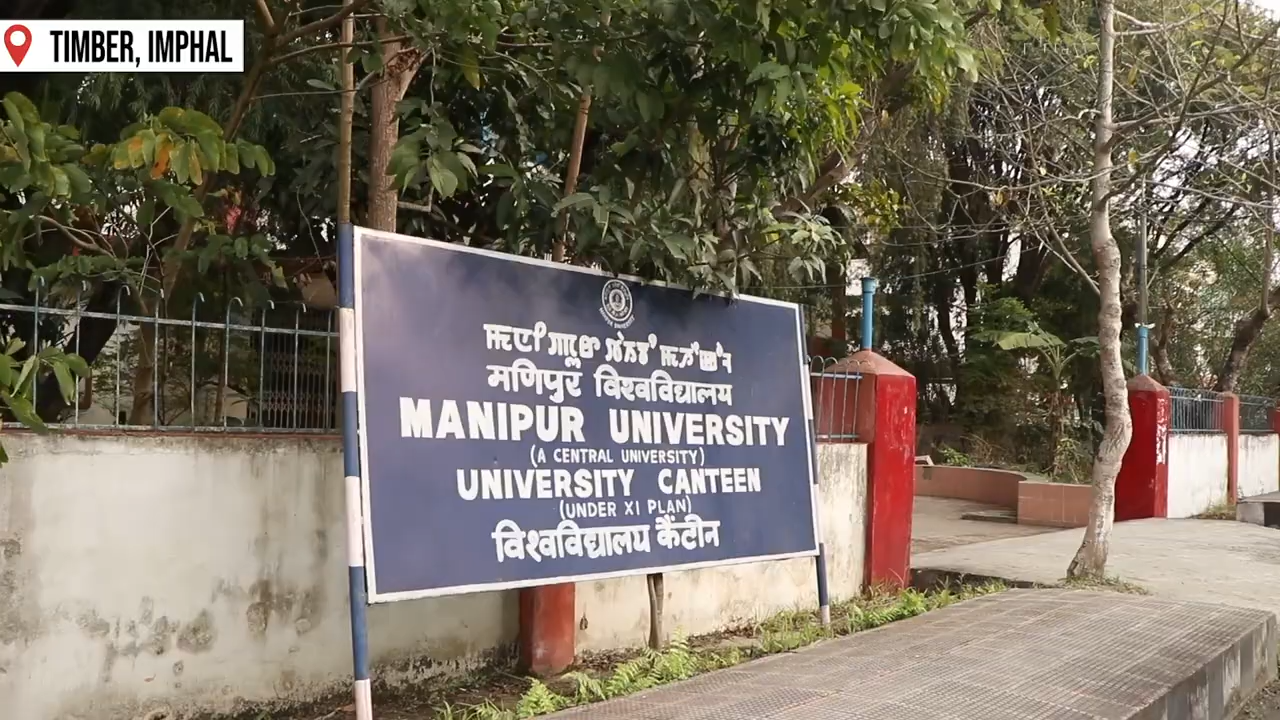 TIMBER, IMPHAL
मणिपुर विश्वविद्यालय
MANIPUR UNIVERSITY
(A CENTRAL UNIVERSITY)
UNIVERSITY CANTEEN
(UNDER XI PLAN)
विश्वविद्यालय कैंटीन